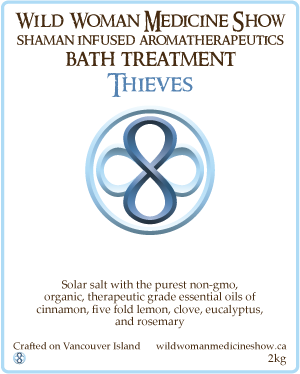 Wild Woman Medicine Show
SHAMAN INFUSED AROMATHERAPEUTICS
BATH TREATMENT
THIEVES
Solar salt with the purest non-gmo,
organic, therapeutic grade essential oils of
cinnamon, five fold lemon, clove, eucalyptus,
and rosemary
Crafted on Vancouver Island wildwomanmedicineshow.ca
2kg